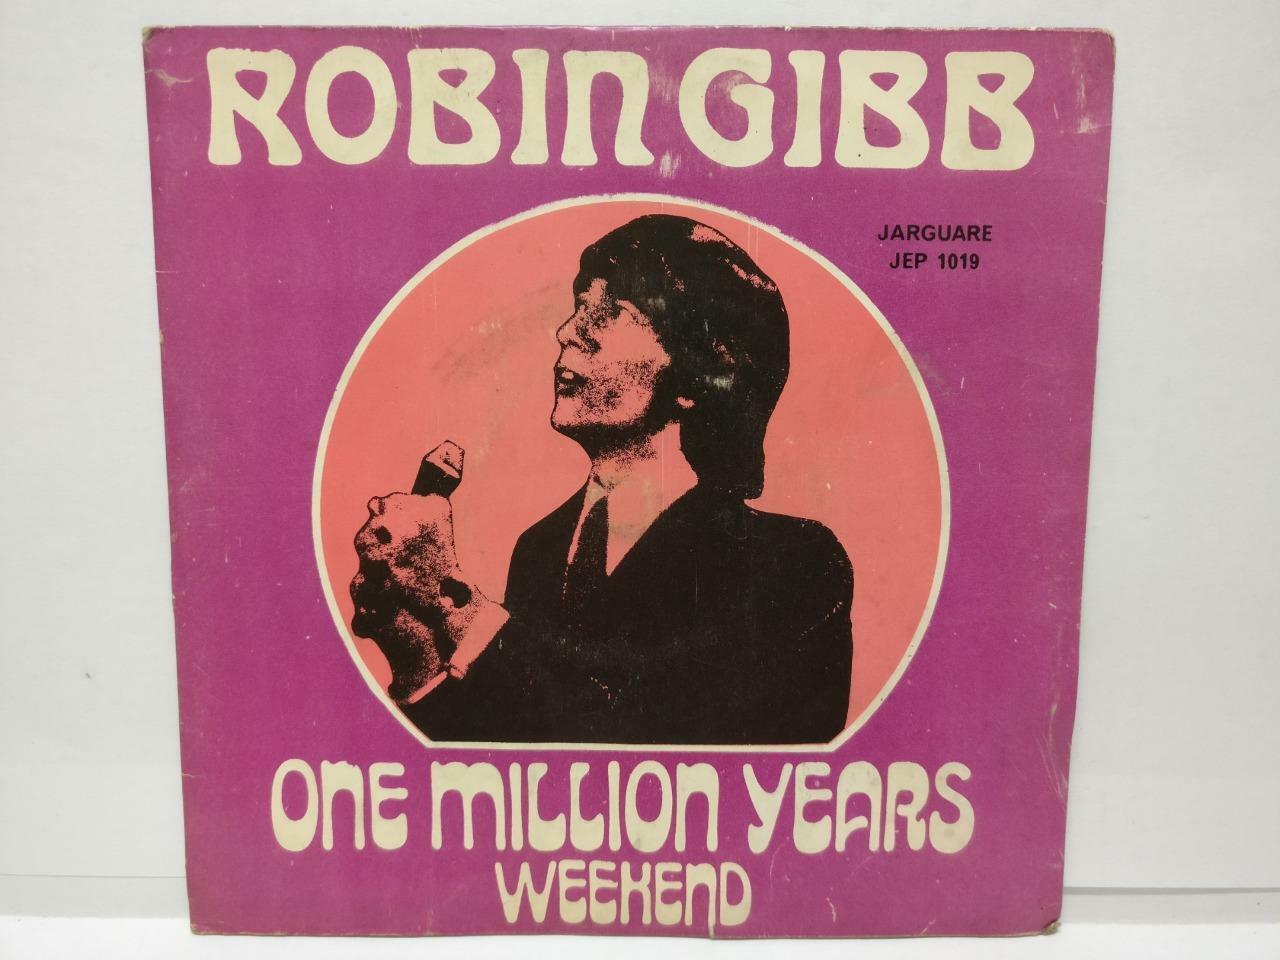 ROBIN GIBB
JARGUARE
JEP 1019
ONE MILLION YEARS
WEEKEND